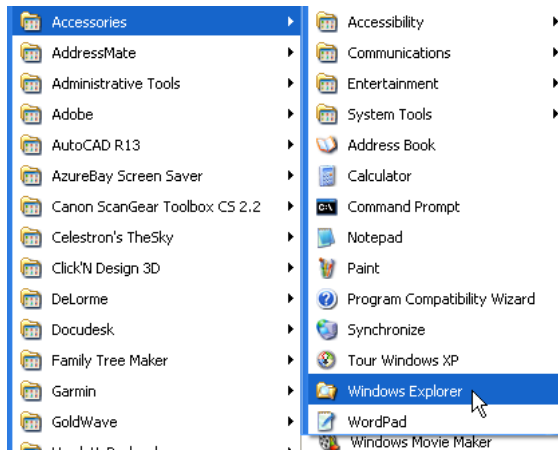 Accessories
AddressMate
Administrative Tools
Adobe
AutoCAD R13
AzureBay Screen Saver
Canon ScanGear Toolbox CS 2.2
Celestron's TheSky
Click'N Design 3D
DeLorme
Docudesk
Family Tree Maker
Garmin
GoldWave
Accessibility
Communications
Entertainment
System Tools
Address Book
Calculator
Command Prompt
Notepad
Paint
Program Compatibility Wizard
Synchronize
Tour Windows XP
Windows Explorer
WordPad
Windows Movie Maker